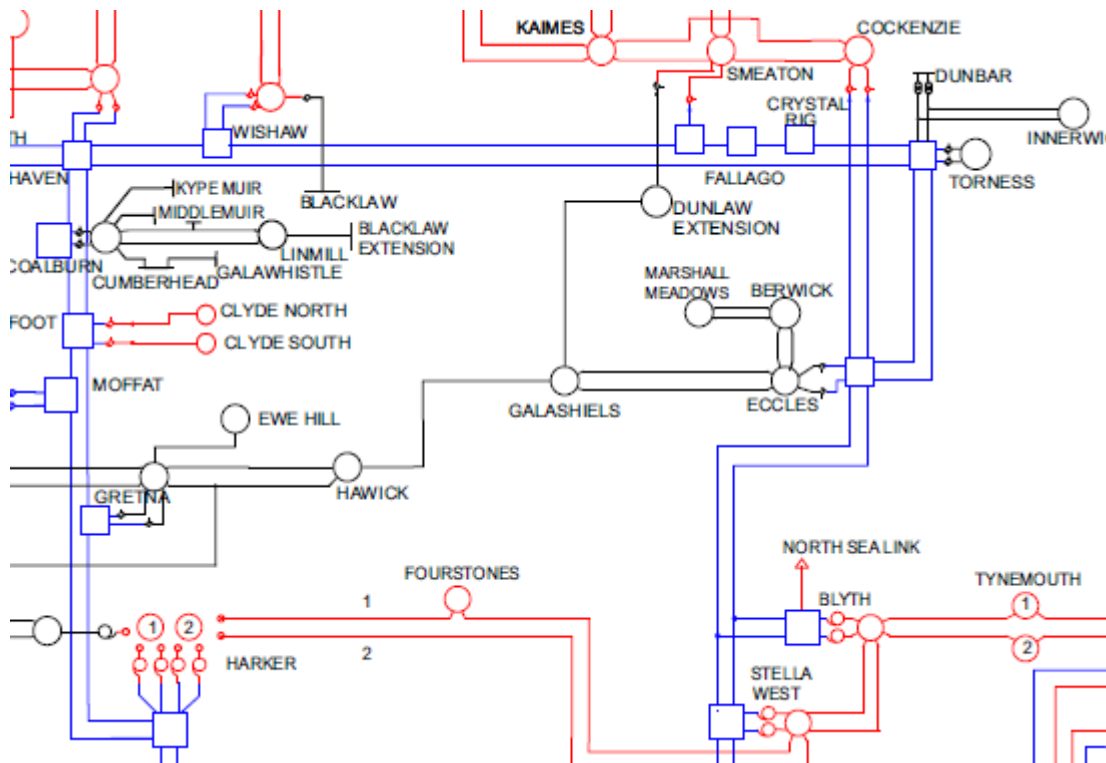 KAIMES
COCKENZIE
SMEATON
DUNBAR
CRYSTAL
RIG
INNERWI
WISHAW
TH
HAVEN
FALLAGO
TORNESS
KYPE MUIR
BLACKLAW
MIDDLEMUIR
DUNLAW
EXTENSION
BLACKLAW
EXTENSION
LINMILL
COALBURN
GALAWHISTLE
CUMBERHEAD
MARSHALL
MEADOWS
BERWICK
CLYDE NORTH
FOOT
CLYDE SOUTH
MOFFAT
GALASHIELS
ECCLES
EWE HILL
GRETNA
HAWICK
NORTH SEA LINK
FOURSTONES
TYNEMOUTH
BLYTH
1
1
1
2
2
2
HARKER
STELLA
WEST